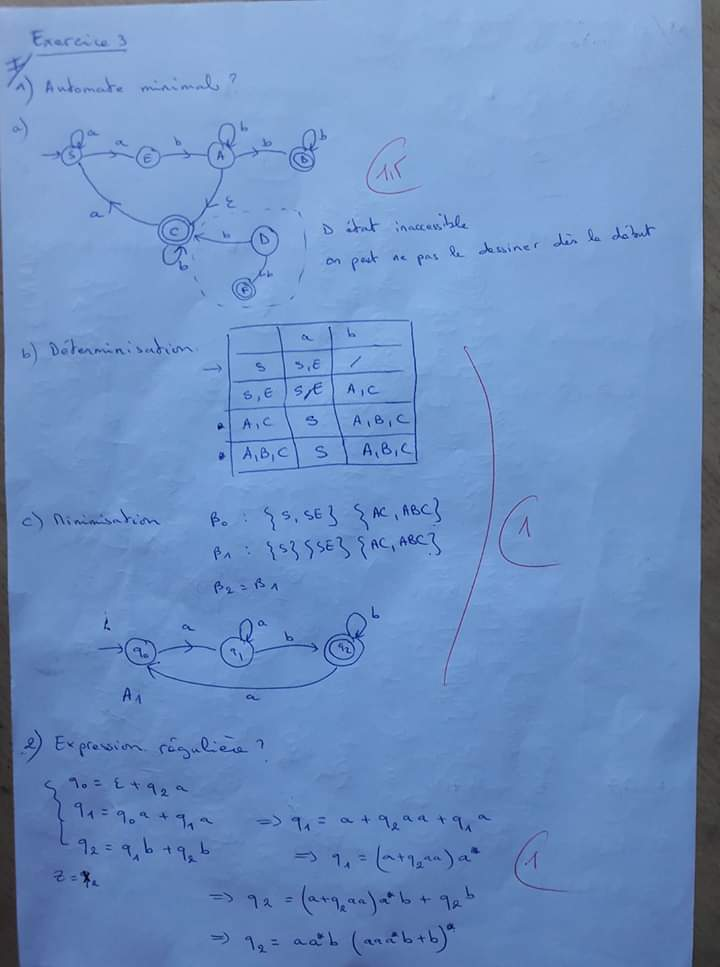 Exercice 3
I/
1) Automate minimal ?
a)
S a a E b A b b B b
ε
a C b b D b
D état inaccessible
on peut ne pas le dessiner dès le début
1,5
b) Déterminisation
a b
→ S S,E /
S,E S,E A,C
• A,C S A,B,C
• A,B,C S A,B,C
c) Minimisation β0 : {S, SE} {AC, ABC}
β1 : {S} {SE} {AC, ABC}
β2 = β1
1
q0 a q1 a b q2 b
A1 a
2) Expression régulière ?
q0 = ε + q2 a
q1 = q0 a + q1 a ⇒ q1 = a + q2 aa + q1 a
q2 = q1 b + q2 b ⇒ q1 = (a + q2 aa) a*
1
⇒ q2 = (a + q2 aa) a* b + q2 b
⇒ q2 = aa* b (aaa* b + b)*